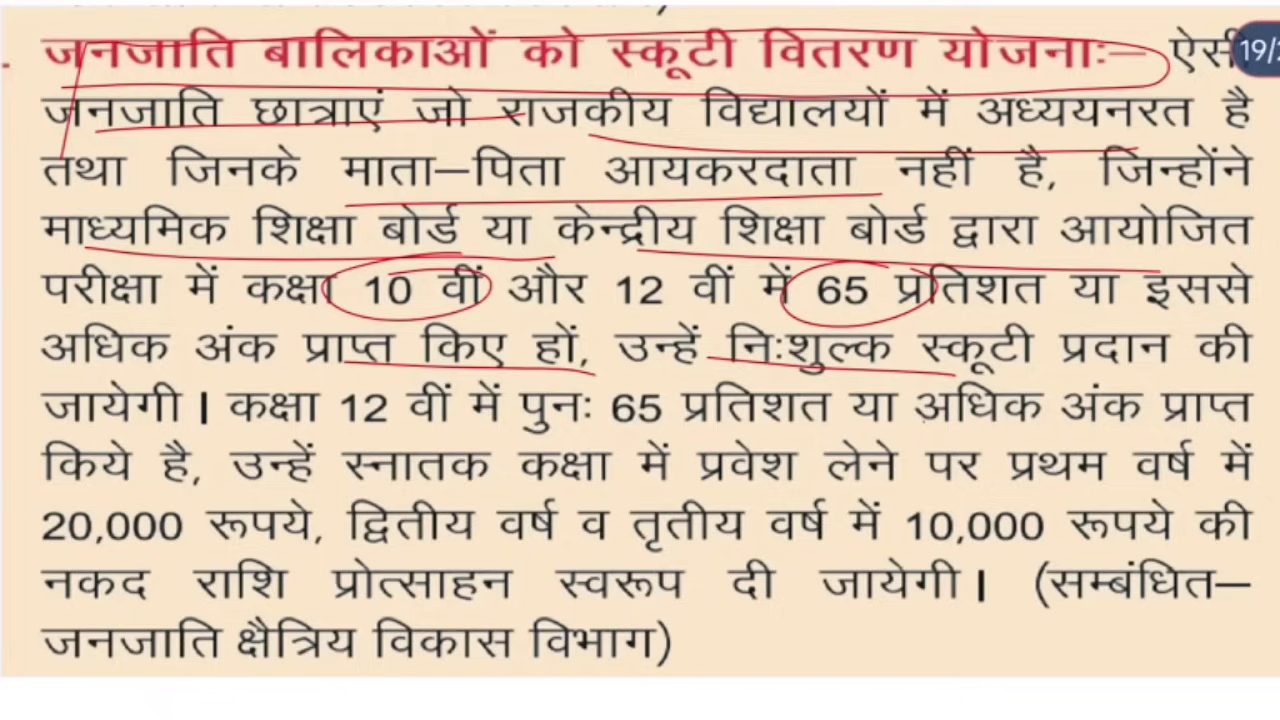 जनजाति बालिकाओं को स्कूटी वितरण योजनाः– ऐसी
19/2
जनजाति छात्राएं जो राजकीय विद्यालयों में अध्ययनरत है
तथा जिनके माता–पिता आयकरदाता नहीं है, जिन्होंने
माध्यमिक शिक्षा बोर्ड या केन्द्रीय शिक्षा बोर्ड द्वारा आयोजित
परीक्षा में कक्षा 10 वीं और 12 वीं में 65 प्रतिशत या इससे
अधिक अंक प्राप्त किए हों, उन्हें निःशुल्क स्कूटी प्रदान की
जायेगी। कक्षा 12 वीं में पुनः 65 प्रतिशत या अधिक अंक प्राप्त
किये है, उन्हें स्नातक कक्षा में प्रवेश लेने पर प्रथम वर्ष में
20,000 रूपये, द्वितीय वर्ष व तृतीय वर्ष में 10,000 रूपये की
नकद राशि प्रोत्साहन स्वरूप दी जायेगी। (सम्बंधित–
जनजाति क्षैत्रिय विकास विभाग)